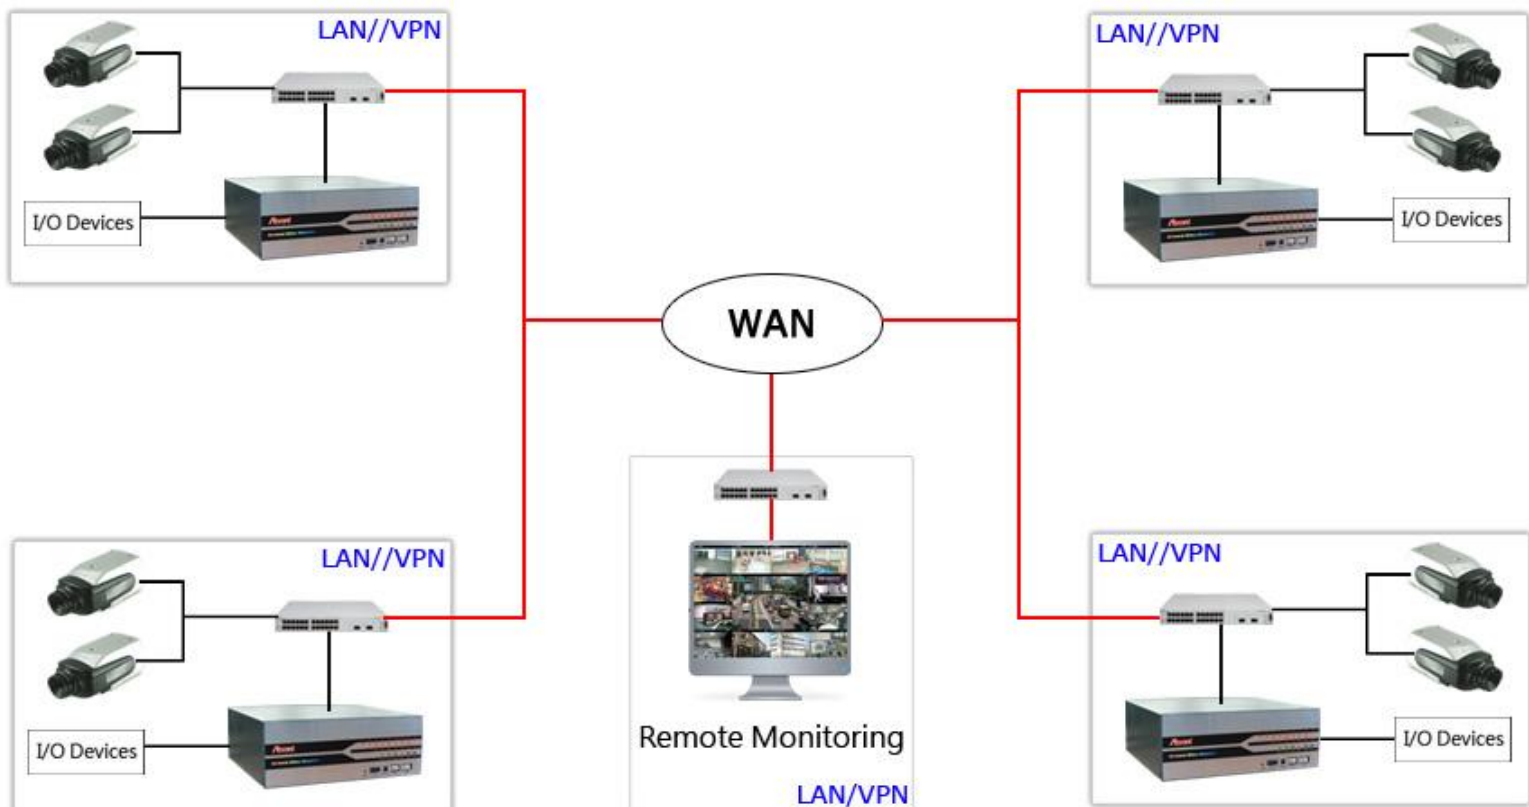 LAN//VPN
LAN//VPN
I/O Devices
I/O Devices
WAN
LAN//VPN
LAN//VPN
I/O Devices
I/O Devices
Remote Monitoring
LAN/VPN